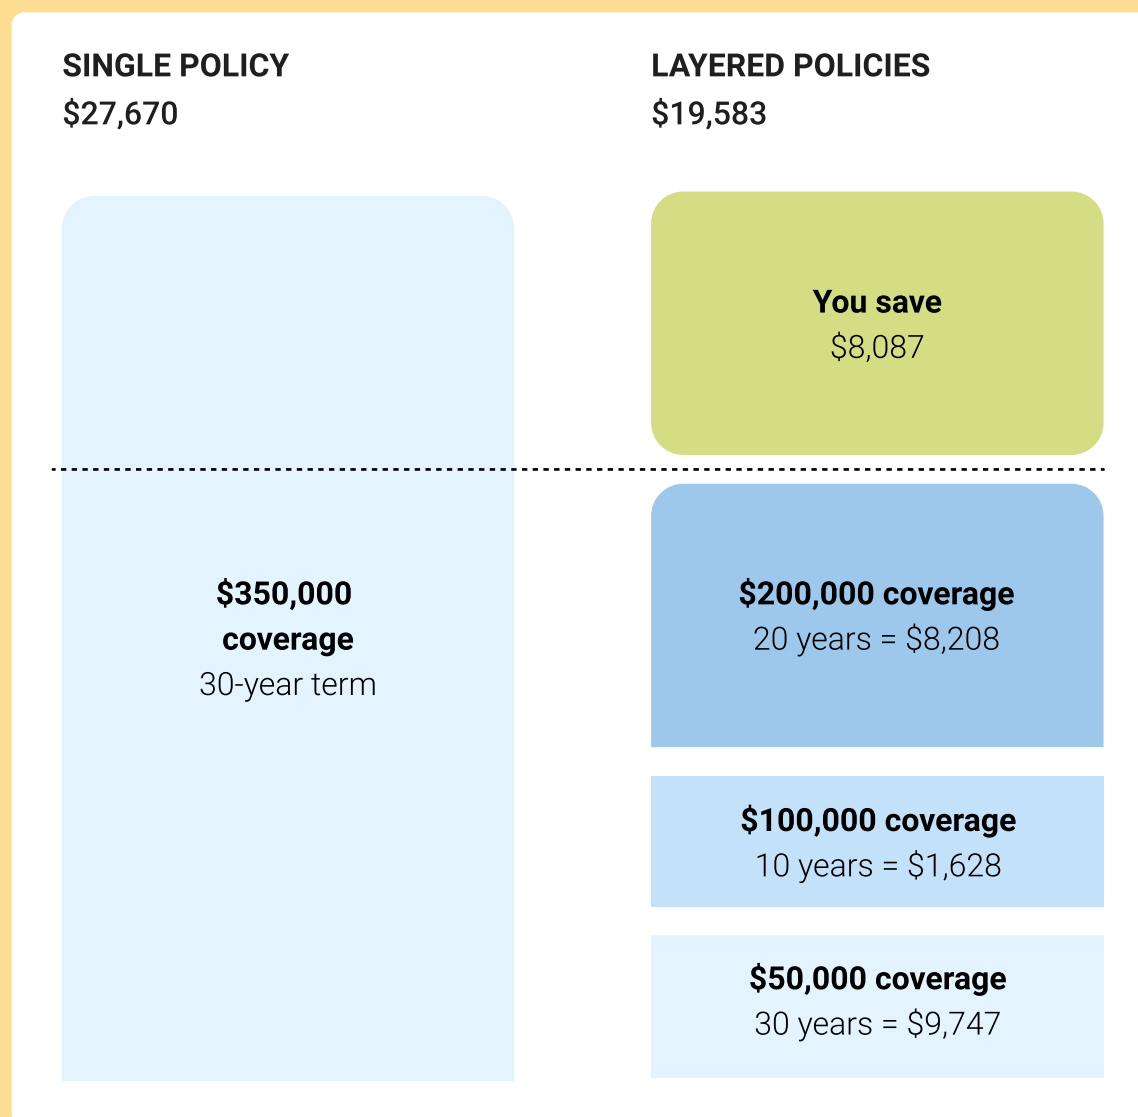 SINGLE POLICY
$27,670
$350,000
coverage
30-year term
LAYERED POLICIES
$19,583
You save
$8,087
$200,000 coverage
20 years = $8,208
$100,000 coverage
10 years = $1,628
$50,000 coverage
30 years = $9,747